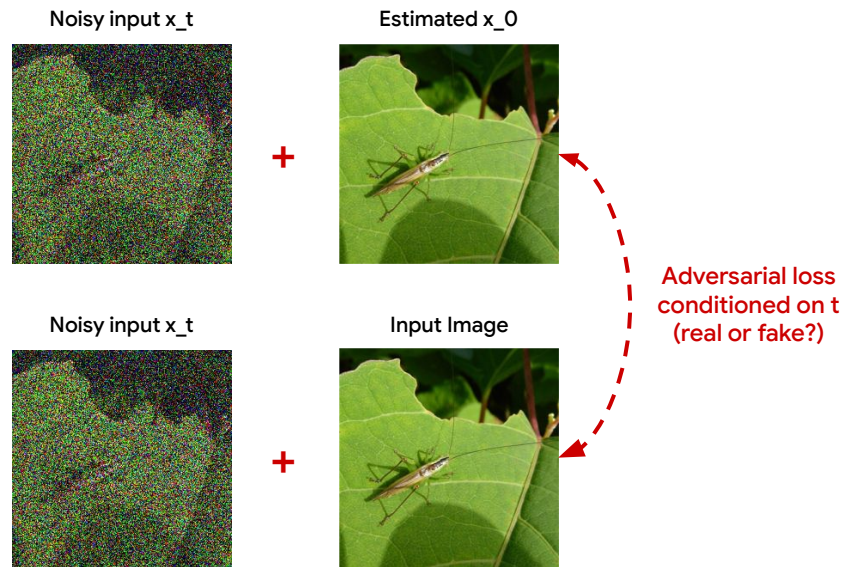 Noisy input x_t
Estimated x_0
+
Adversarial loss
conditioned on t
(real or fake?)
Noisy input x_t
Input Image
+